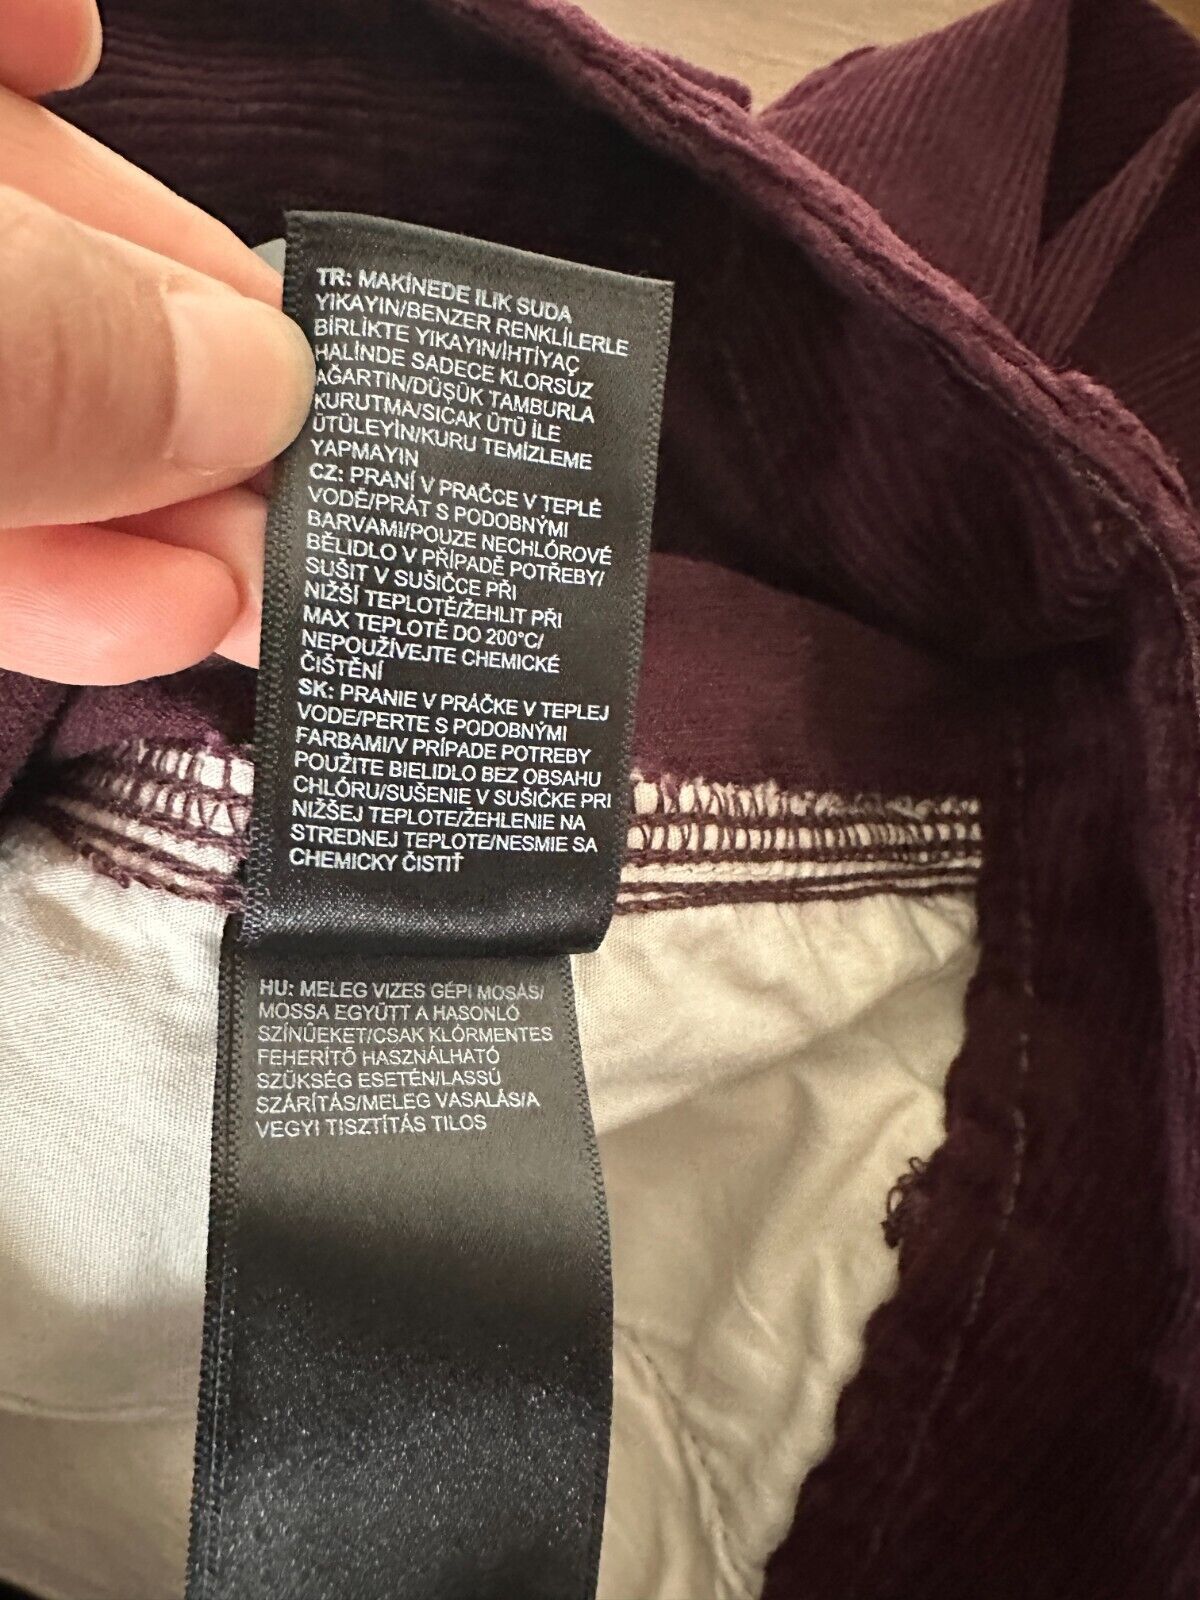 TR: MAKİNEDE ILIK SUDA
YIKAYIN/BENZER RENKLİLERLE
BİRLİKTE YIKAYIN/İHTİYAÇ
HALİNDE SADECE KLORSUZ
AĞARTIN/DÜŞÜK TAMBURLA
KURUTMA/SICAK ÜTÜ İLE
ÜTÜLEYİN/KURU TEMİZLEME
YAPMAYIN
CZ: PRANÍ V PRAČCE V TEPLÉ
VODĚ/PRÁT S PODOBNÝMI
BARVAMI/POUZE NECHLÓROVÉ
BĚLIDLO V PŘÍPADĚ POTŘEBY/
SUŠIT V SUŠIČCE PŘI
NIŽŠÍ TEPLOTĚ/ŽEHLIT PŘI
MAX TEPLOTĚ DO 200°C/
NEPOUŽÍVEJTE CHEMICKÉ
ČIŠTĚNÍ
SK: PRANIE V PRÁČKE V TEPLEJ
VODE/PERTE S PODOBNÝMI
FARBAMI/V PRÍPADE POTREBY
POUŽITE BIELIDLO BEZ OBSAHU
CHLÓRU/SUŠENIE V SUŠIČKE PRI
NIŽŠEJ TEPLOTE/ŽEHLENIE NA
STREDNEJ TEPLOTE/NESMIE SA
CHEMICKY ČISTIŤ
HU: MELEG VIZES GÉPI MOSÁS/
MOSSA EGYÜTT A HASONLÓ
SZÍNŰEKET/CSAK KLÓRMENTES
FEHERÍTŐ HASZNÁLHATÓ
SZÜKSÉG ESETÉN/LASSÚ
SZÁRÍTÁS/MELEG VASALÁS/A
VEGYI TISZTÍTÁS TILOS